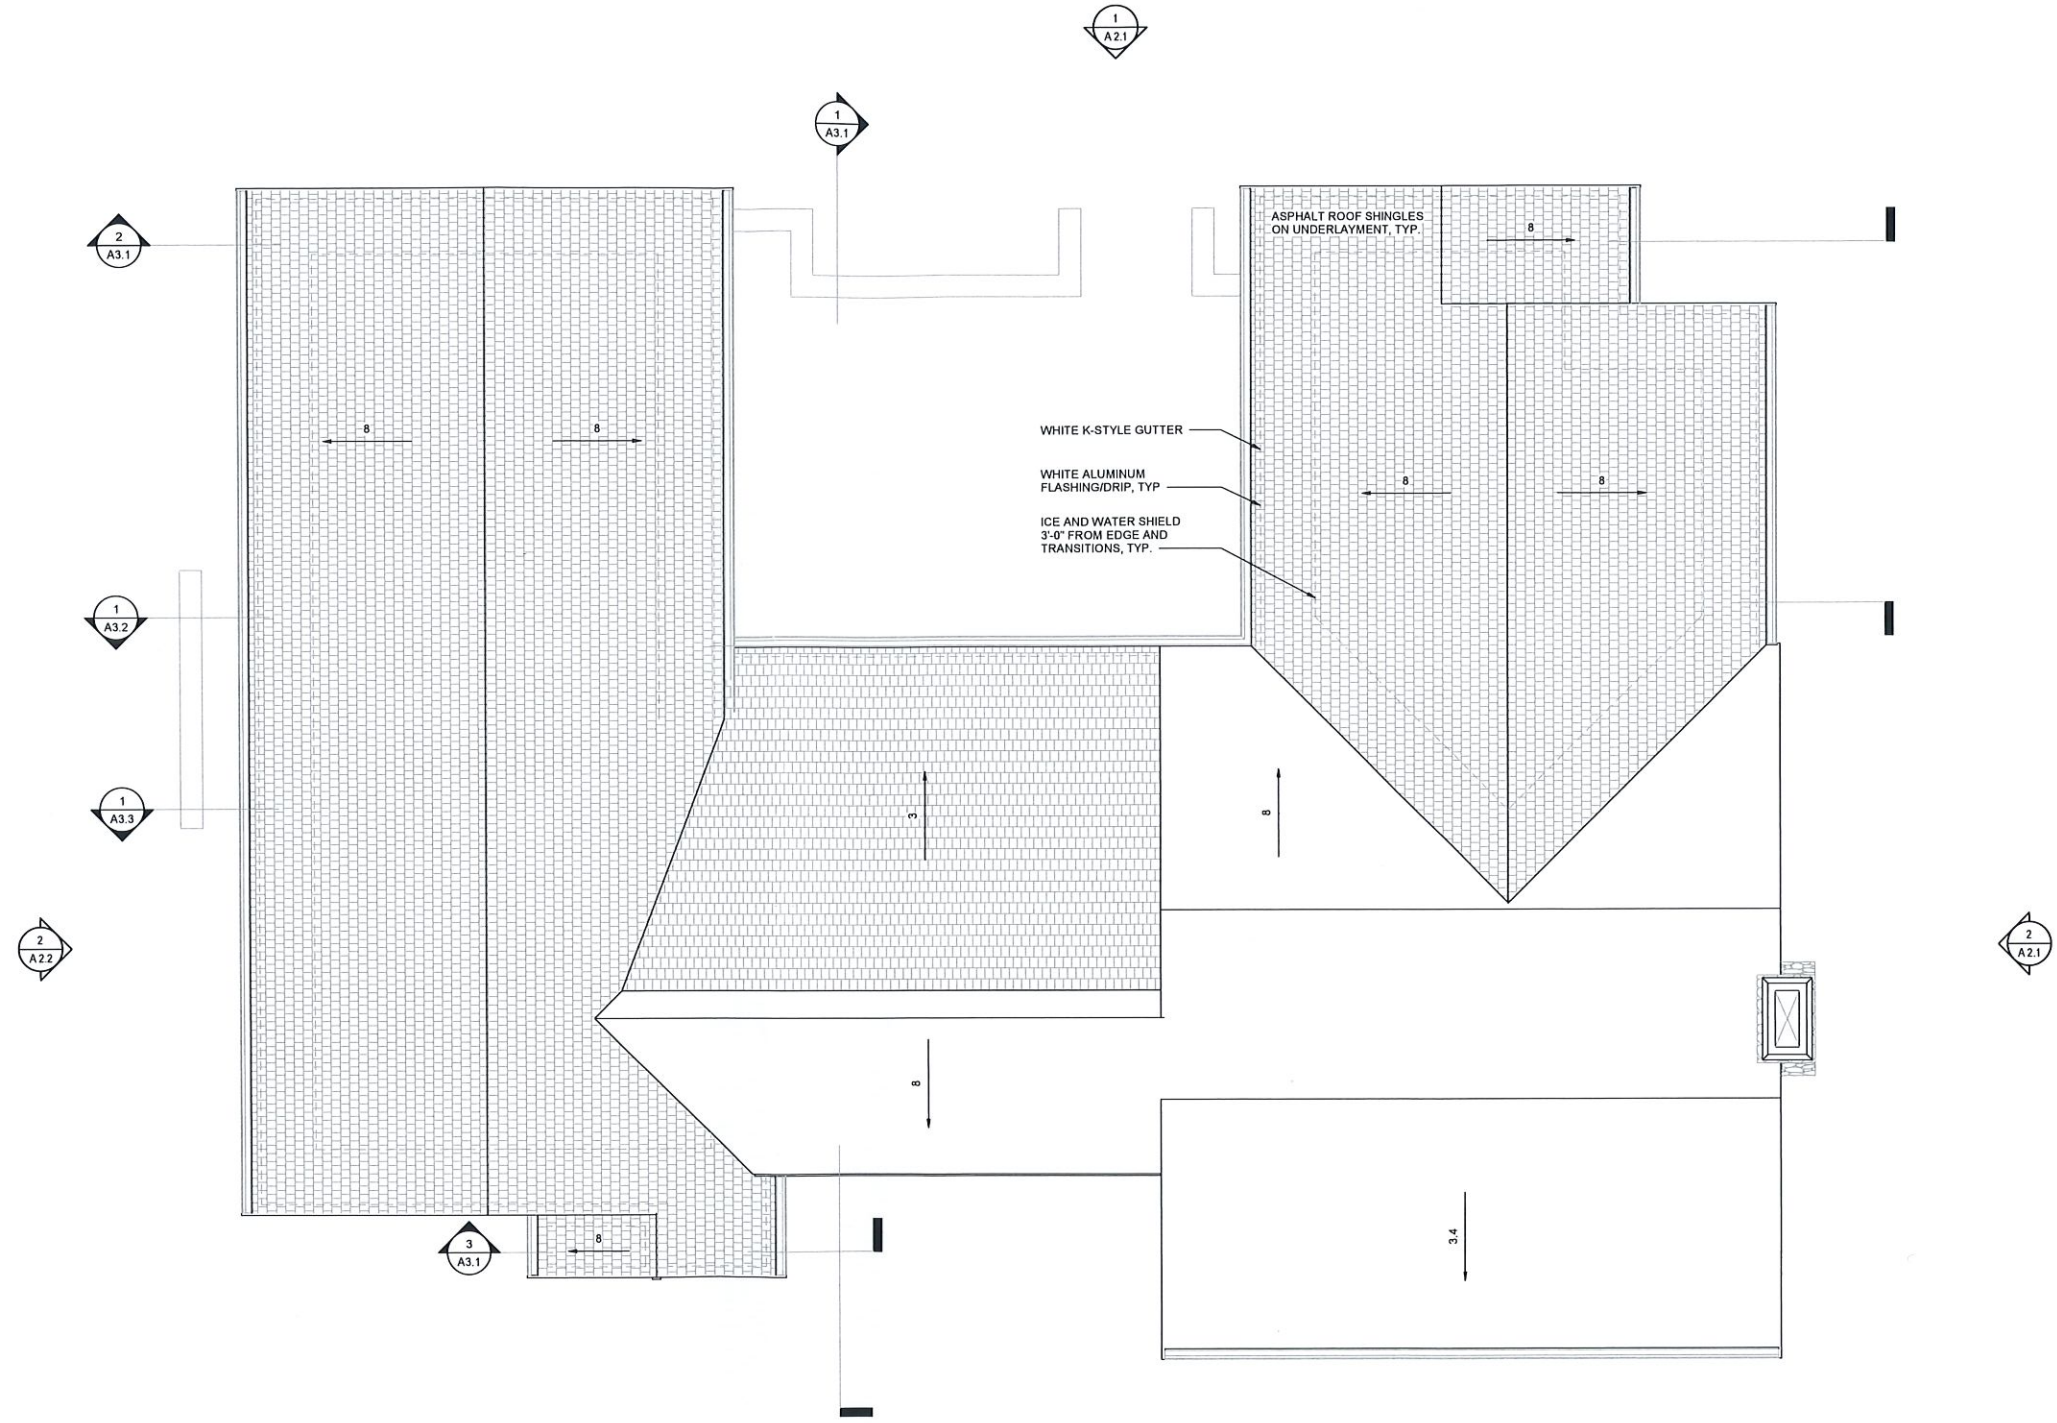 1
A2.1
1
A3.1
2
A3.1
ASPHALT ROOF SHINGLES
ON UNDERLAYMENT, TYP.
8
WHITE K-STYLE GUTTER
8
8
WHITE ALUMINUM
FLASHING/DRIP, TYP
8
8
ICE AND WATER SHIELD
3'-0" FROM EDGE AND
TRANSITIONS, TYP.
1
A3.2
1
A3.3
3
8
2
A2.2
2
A2.1
8
3
A3.1
8
3.4